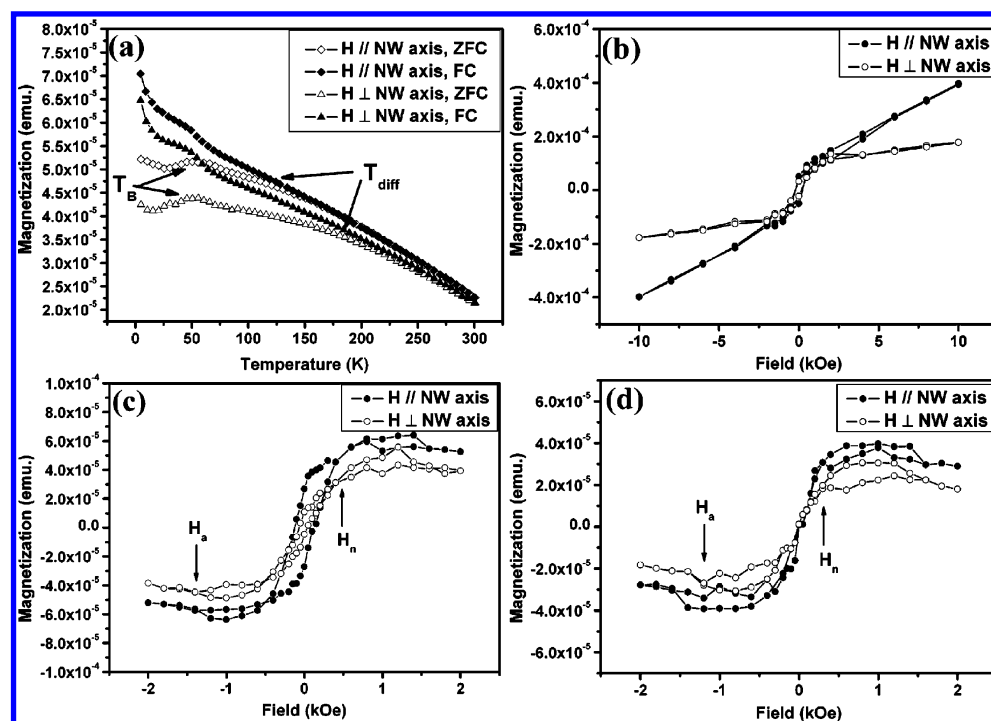 (a)
H // NW axis, ZFC
H // NW axis, FC
H ⊥ NW axis, ZFC
H ⊥ NW axis, FC
T_B
T_diff
8.0x10⁻⁵
7.5x10⁻⁵
7.0x10⁻⁵
6.5x10⁻⁵
6.0x10⁻⁵
5.5x10⁻⁵
5.0x10⁻⁵
4.5x10⁻⁵
4.0x10⁻⁵
3.5x10⁻⁵
3.0x10⁻⁵
2.5x10⁻⁵
2.0x10⁻⁵
Magnetization (emu.)
0 25 50 75 100 125 150 175 200 225 250 275 300
Temperature (K)
(b)
H // NW axis
H ⊥ NW axis
4.0x10⁻⁴
2.0x10⁻⁴
0.0
-2.0x10⁻⁴
-4.0x10⁻⁴
Magnetization (emu.)
-10 -5 0 5 10
Field (kOe)
(c)
H // NW axis
H ⊥ NW axis
H_a
H_n
1.0x10⁻⁴
8.0x10⁻⁵
6.0x10⁻⁵
4.0x10⁻⁵
2.0x10⁻⁵
0.0
-2.0x10⁻⁵
-4.0x10⁻⁵
-6.0x10⁻⁵
-8.0x10⁻⁵
-1.0x10⁻⁴
Magnetization (emu.)
-2 -1 0 1 2
Field (kOe)
(d)
H // NW axis
H ⊥ NW axis
H_a
H_n
6.0x10⁻⁵
4.0x10⁻⁵
2.0x10⁻⁵
0.0
-2.0x10⁻⁵
-4.0x10⁻⁵
-6.0x10⁻⁵
Magnetization (emu.)
-2 -1 0 1 2
Field (kOe)